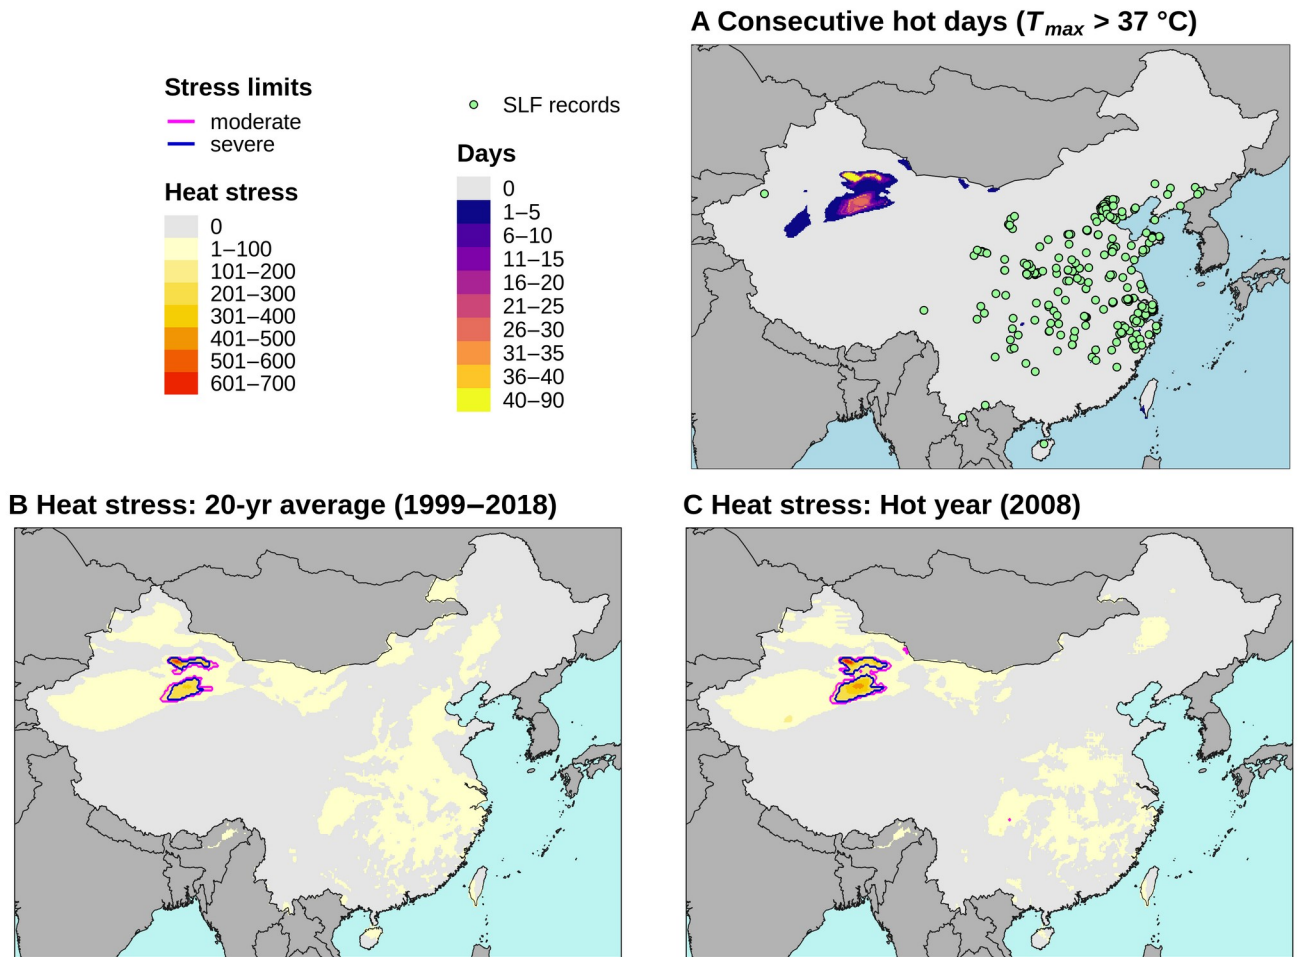 A Consecutive hot days (Tmax > 37 °C)
Stress limits
moderate
severe
SLF records
Heat stress
0
1–100
101–200
201–300
301–400
401–500
501–600
601–700
Days
0
1–5
6–10
11–15
16–20
21–25
26–30
31–35
36–40
40–90
B Heat stress: 20-yr average (1999–2018)
C Heat stress: Hot year (2008)